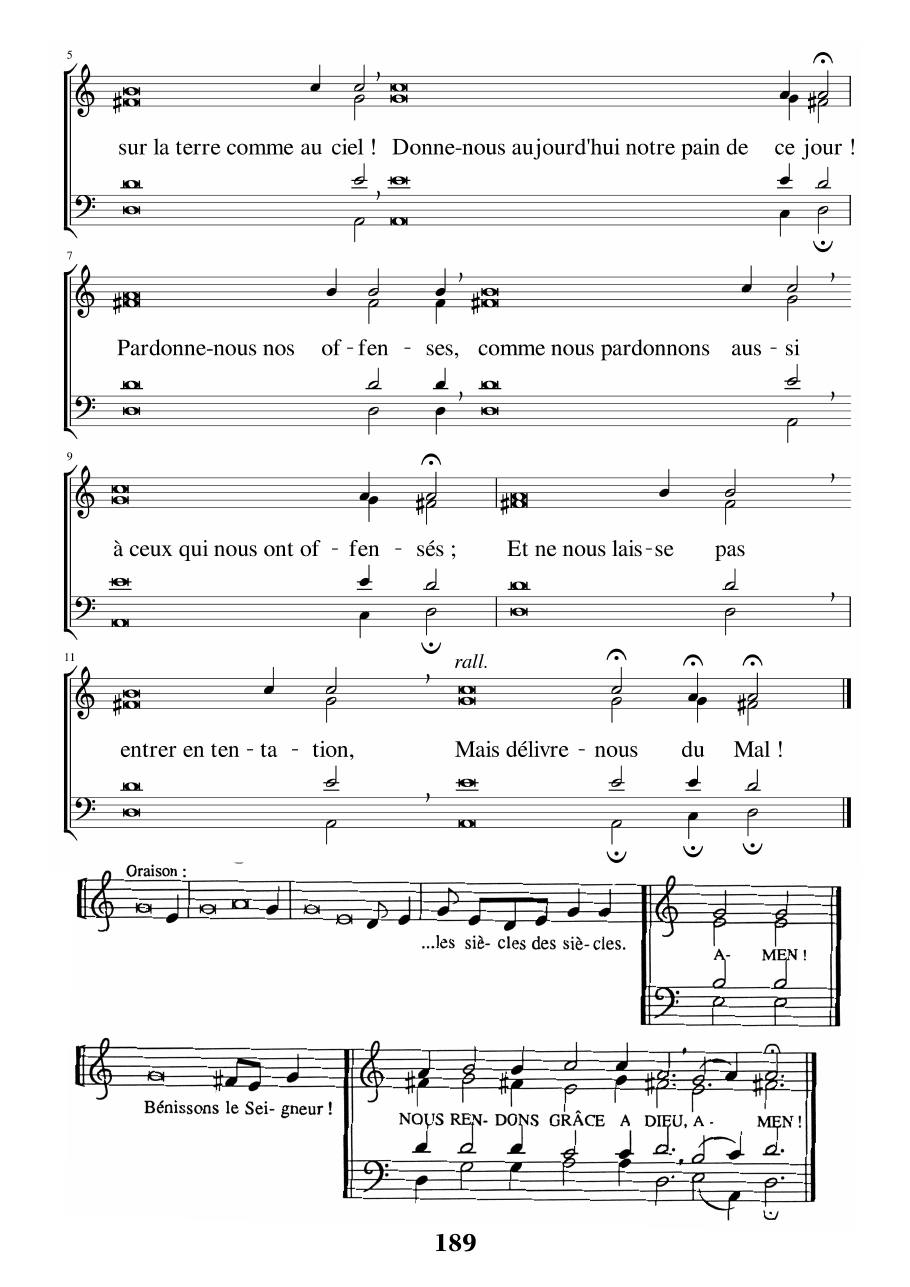 5
sur la terre comme au ciel ! Donne-nous aujourd'hui notre pain de ce jour !
7
Pardonne-nous nos of - fen - ses, comme nous pardonnons aus - si
9
à ceux qui nous ont of - fen - sés ; Et ne nous lais-se pas
11
rall.
entrer en ten - ta - tion, Mais délivre - nous du Mal !
Oraison :
...les siè- cles des siè- cles.
A- MEN !
Bénissons le Sei- gneur !
NOUS REN- DONS GRÂCE A DIEU, A - MEN !
189